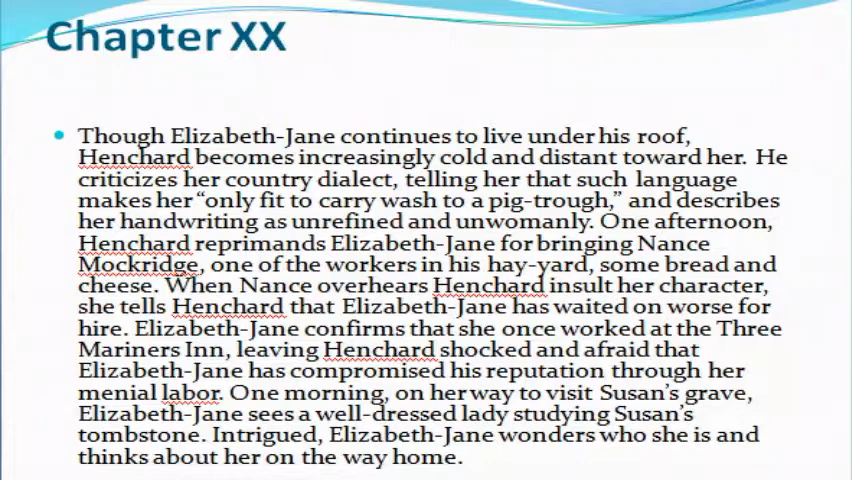 Chapter XX
• Though Elizabeth-Jane continues to live under his roof,
Henchard becomes increasingly cold and distant toward her. He
criticizes her country dialect, telling her that such language
makes her “only fit to carry wash to a pig-trough,” and describes
her handwriting as unrefined and unwomanly. One afternoon,
Henchard reprimands Elizabeth-Jane for bringing Nance
Mockridge, one of the workers in his hay-yard, some bread and
cheese. When Nance overhears Henchard insult her character,
she tells Henchard that Elizabeth-Jane has waited on worse for
hire. Elizabeth-Jane confirms that she once worked at the Three
Mariners Inn, leaving Henchard shocked and afraid that
Elizabeth-Jane has compromised his reputation through her
menial labor. One morning, on her way to visit Susan’s grave,
Elizabeth-Jane sees a well-dressed lady studying Susan’s
tombstone. Intrigued, Elizabeth-Jane wonders who she is and
thinks about her on the way home.